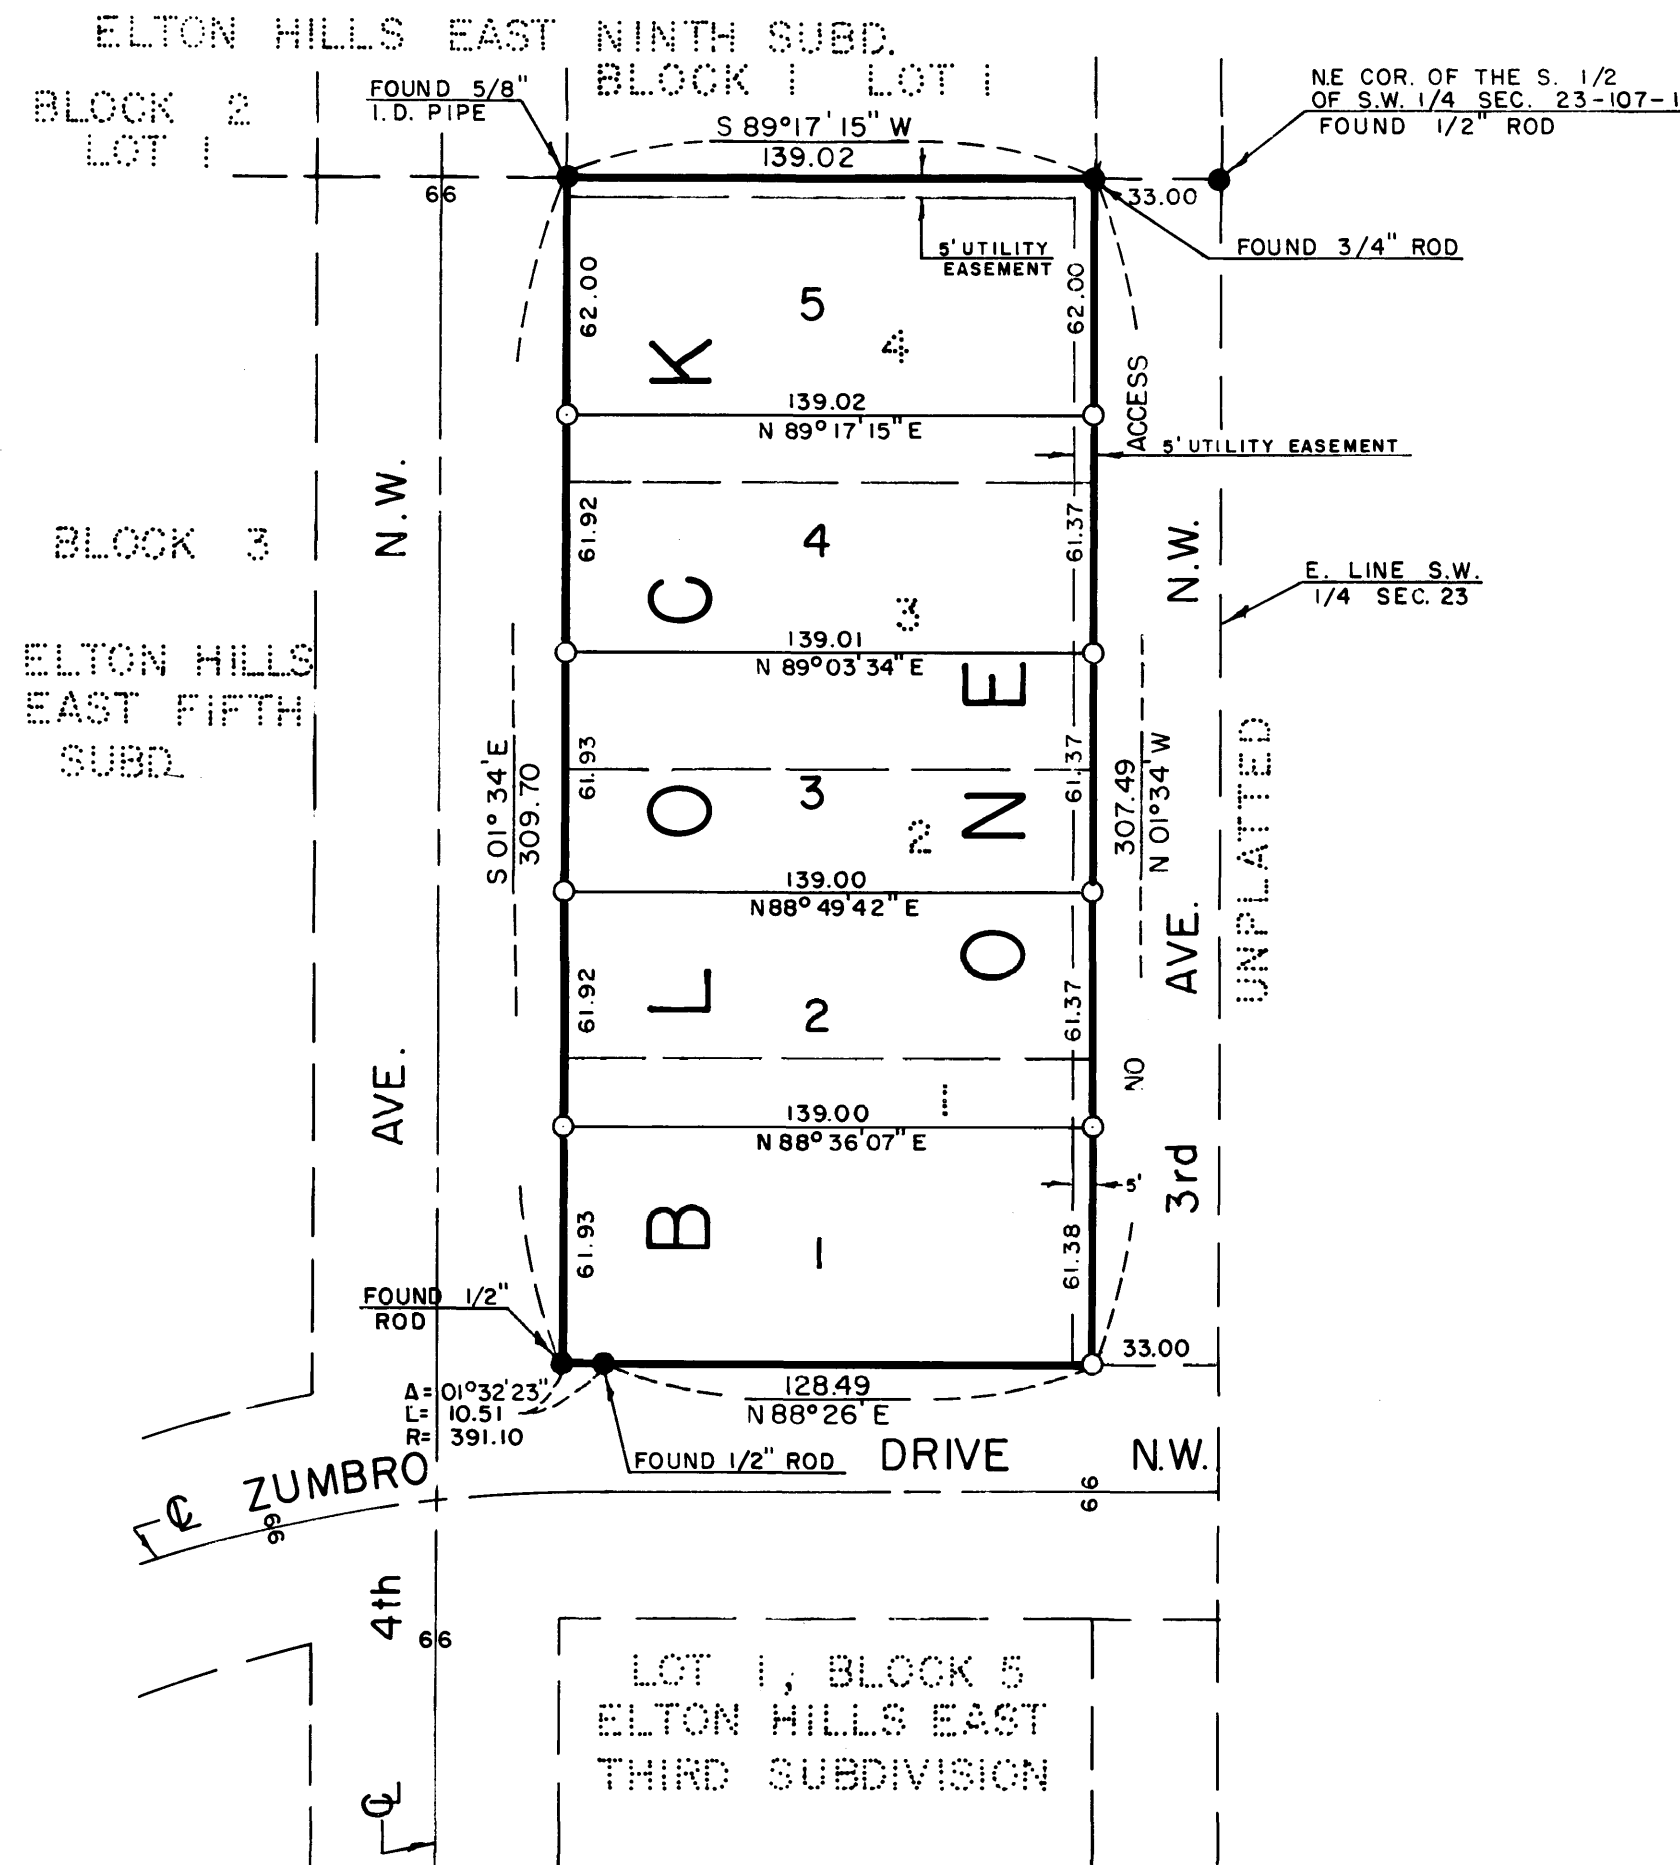 ELTON HILLS EAST NINTH SUBD.
BLOCK 1 LOT 1
BLOCK 2
LOT 1
FOUND 5/8"
I.D. PIPE
S 89°17'15" W
139.02
N.E COR. OF THE S. 1/2
OF S.W. 1/4 SEC. 23-107-1
FOUND 1/2" ROD
66
33.00
FOUND 3/4" ROD
5' UTILITY
EASEMENT
62.00
62.00
5
4
139.02
N 89°17'15" E
ACCESS
5' UTILITY EASEMENT
N.W.
61.92
61.37
4
3
N.W.
BLOCK 3
E. LINE S.W.
1/4 SEC. 23
139.01
N 89°03'34" E
ELTON HILLS
EAST FIFTH
SUBD.
S 01°34' E
309.70
61.93
61.37
3
2
307.49
N 01°34' W
UNPLATTED
BLOCK
ONE
139.00
N 88°49'42" E
61.92
61.37
2
1
AVE.
AVE.
NO
139.00
N 88°36'07" E
5'
3rd
61.93
61.38
1
FOUND 1/2"
ROD
33.00
Δ= 01°32'23"
L= 10.51
R= 391.10
128.49
N 88°26' E
FOUND 1/2" ROD
ZUMBRO DRIVE N.W.
66
66
℄
4th
66
LOT 1, BLOCK 5
ELTON HILLS EAST
THIRD SUBDIVISION
℄